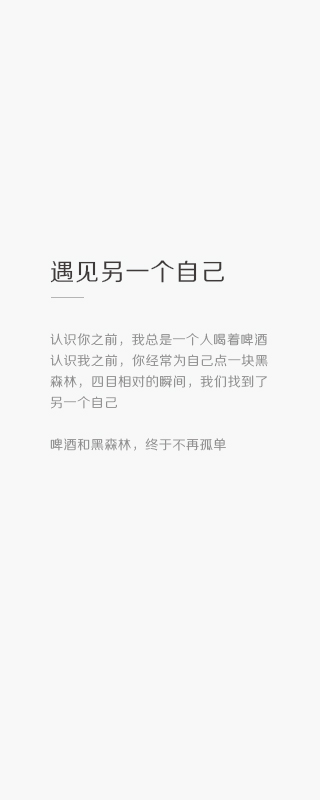 遇见另一个自己
认识你之前，我总是一个人喝着啤酒
认识我之前，你经常为自己点一块黑
森林，四目相对的瞬间，我们找到了
另一个自己
啤酒和黑森林，终于不再孤单